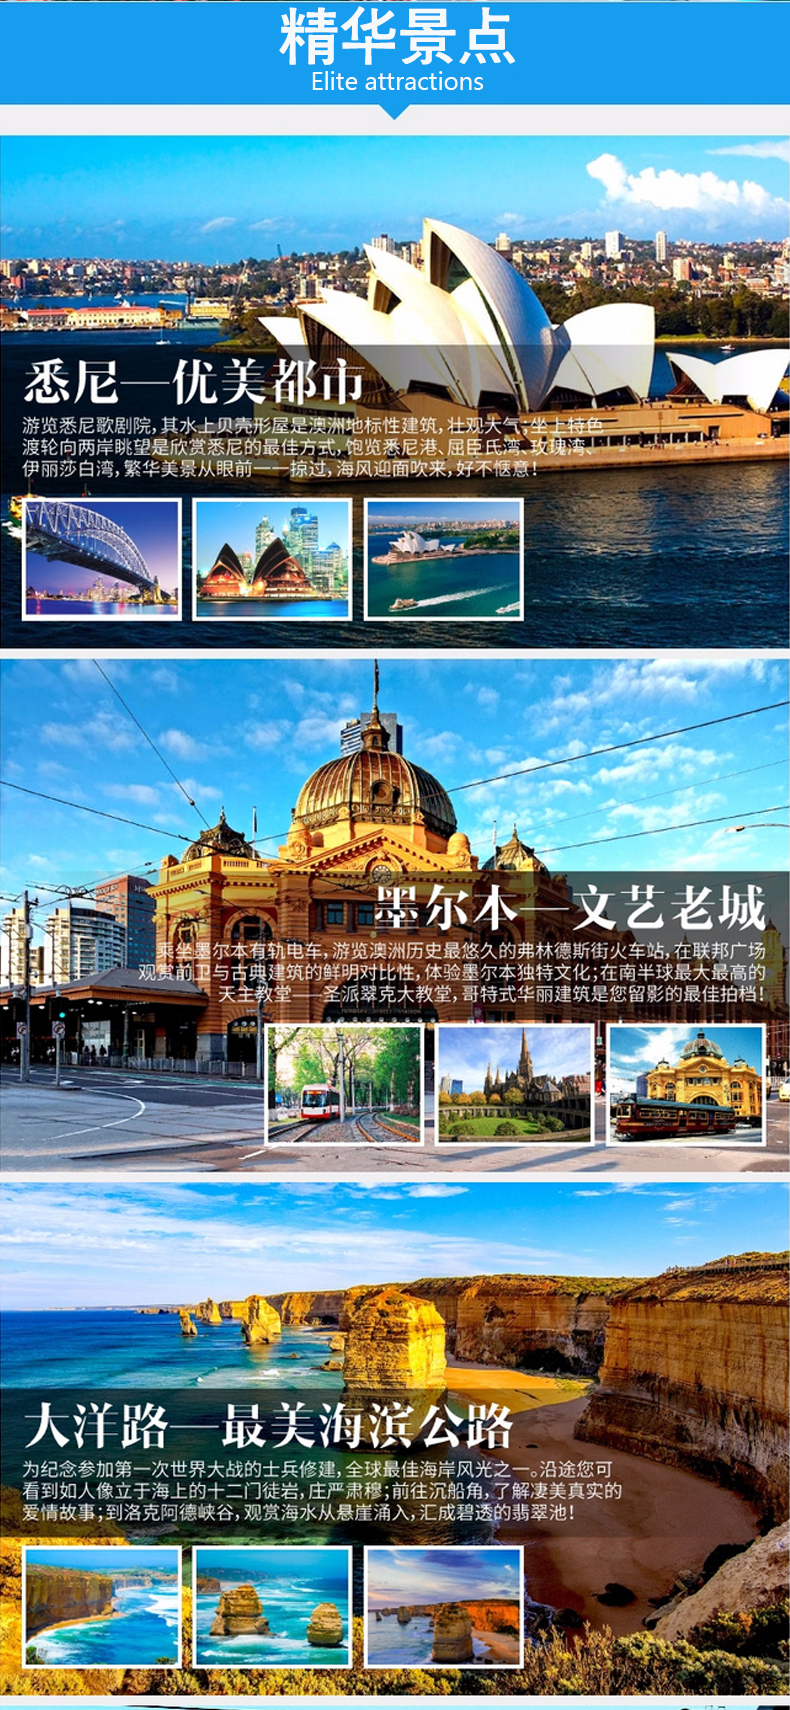 精华景点
Elite attractions
悉尼—优美都市
游览悉尼歌剧院，其水上贝壳形屋是澳洲地标性建筑，壮观大气；坐上特色
渡轮向两岸眺望是欣赏悉尼的最佳方式，饱览悉尼港、屈臣氏湾、玫瑰湾、
伊丽莎白湾，繁华美景从眼前一一掠过，海风迎面吹来，好不惬意！
墨尔本—文艺老城
乘坐墨尔本有轨电车，游览澳洲历史最悠久的弗林德斯街火车站，在联邦广场
观赏前卫与古典建筑的鲜明对比性，体验墨尔本独特文化；在南半球最大最高的
天主教堂——圣派翠克大教堂，哥特式华丽建筑是您留影的最佳拍档！
大洋路—最美海滨公路
为纪念参加第一次世界大战的士兵修建，全球最佳海岸风光之一。沿途您可
看到如人像立于海上的十二门徒岩，庄严肃穆；前往沉船角，了解凄美真实的
爱情故事；到洛克阿德峡谷，观赏海水从悬崖涌入，汇成碧透的翡翠池！